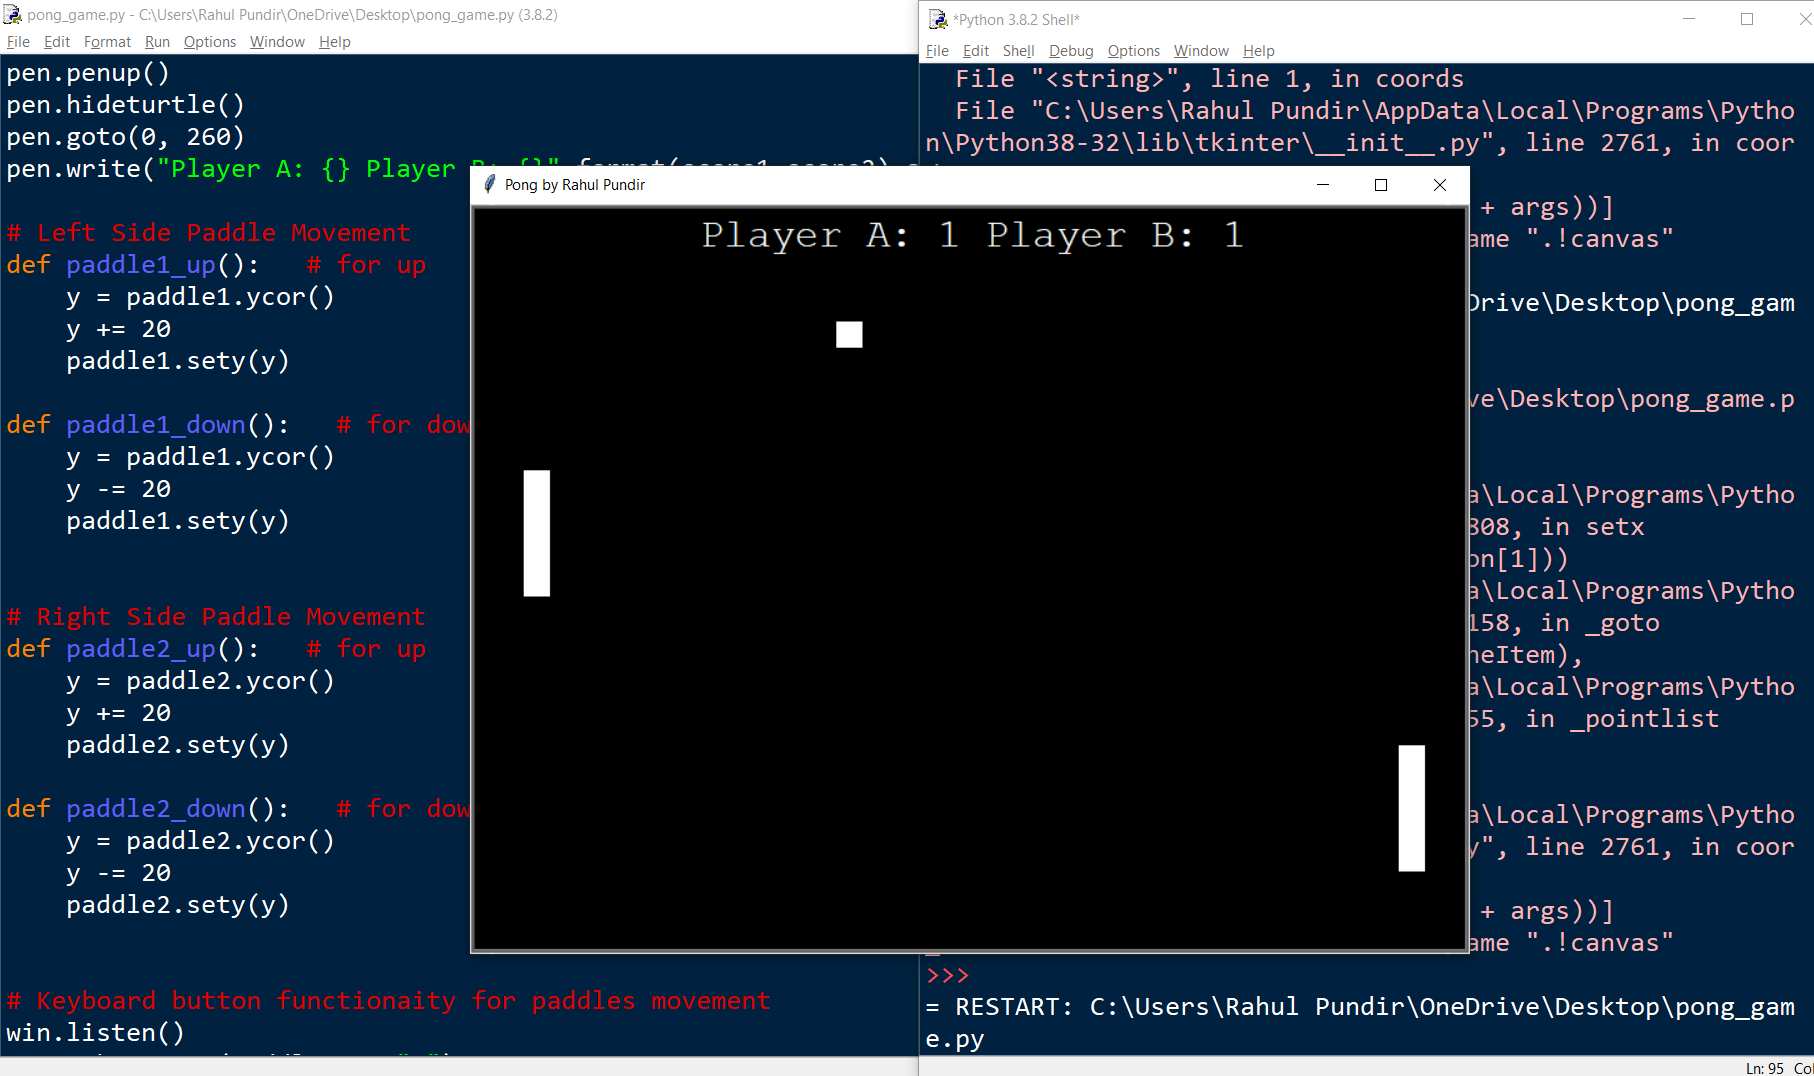 pong_game.py - C:\Users\Rahul Pundir\OneDrive\Desktop\pong_game.py (3.8.2)
File Edit Format Run Options Window Help
pen.penup()
pen.hideturtle()
pen.goto(0, 260)
pen.write("Player A: {} Player B: {}".format(score1,score2),
# Left Side Paddle Movement
def paddle1_up():   # for up
    y = paddle1.ycor()
    y += 20
    paddle1.sety(y)
def paddle1_down():   # for dow
    y = paddle1.ycor()
    y -= 20
    paddle1.sety(y)
# Right Side Paddle Movement
def paddle2_up():   # for up
    y = paddle2.ycor()
    y += 20
    paddle2.sety(y)
def paddle2_down():   # for dow
    y = paddle2.ycor()
    y -= 20
    paddle2.sety(y)
# Keyboard button functionaity for paddles movement
win.listen()
Pong by Rahul Pundir
Player A: 1 Player B: 1
*Python 3.8.2 Shell*
File Edit Shell Debug Options Window Help
  File "<string>", line 1, in coords
  File "C:\Users\Rahul Pundir\AppData\Local\Programs\Pytho
n\Python38-32\lib\tkinter\__init__.py", line 2761, in coor
+ args))]
ame ".!canvas"
Drive\Desktop\pong_gam
ve\Desktop\pong_game.p
a\Local\Programs\Pytho
808, in setx
on[1]))
a\Local\Programs\Pytho
158, in _goto
neItem),
a\Local\Programs\Pytho
55, in _pointlist
a\Local\Programs\Pytho
y", line 2761, in coor
+ args))]
ame ".!canvas"
>>>
= RESTART: C:\Users\Rahul Pundir\OneDrive\Desktop\pong_gam
e.py
Ln: 95 Co